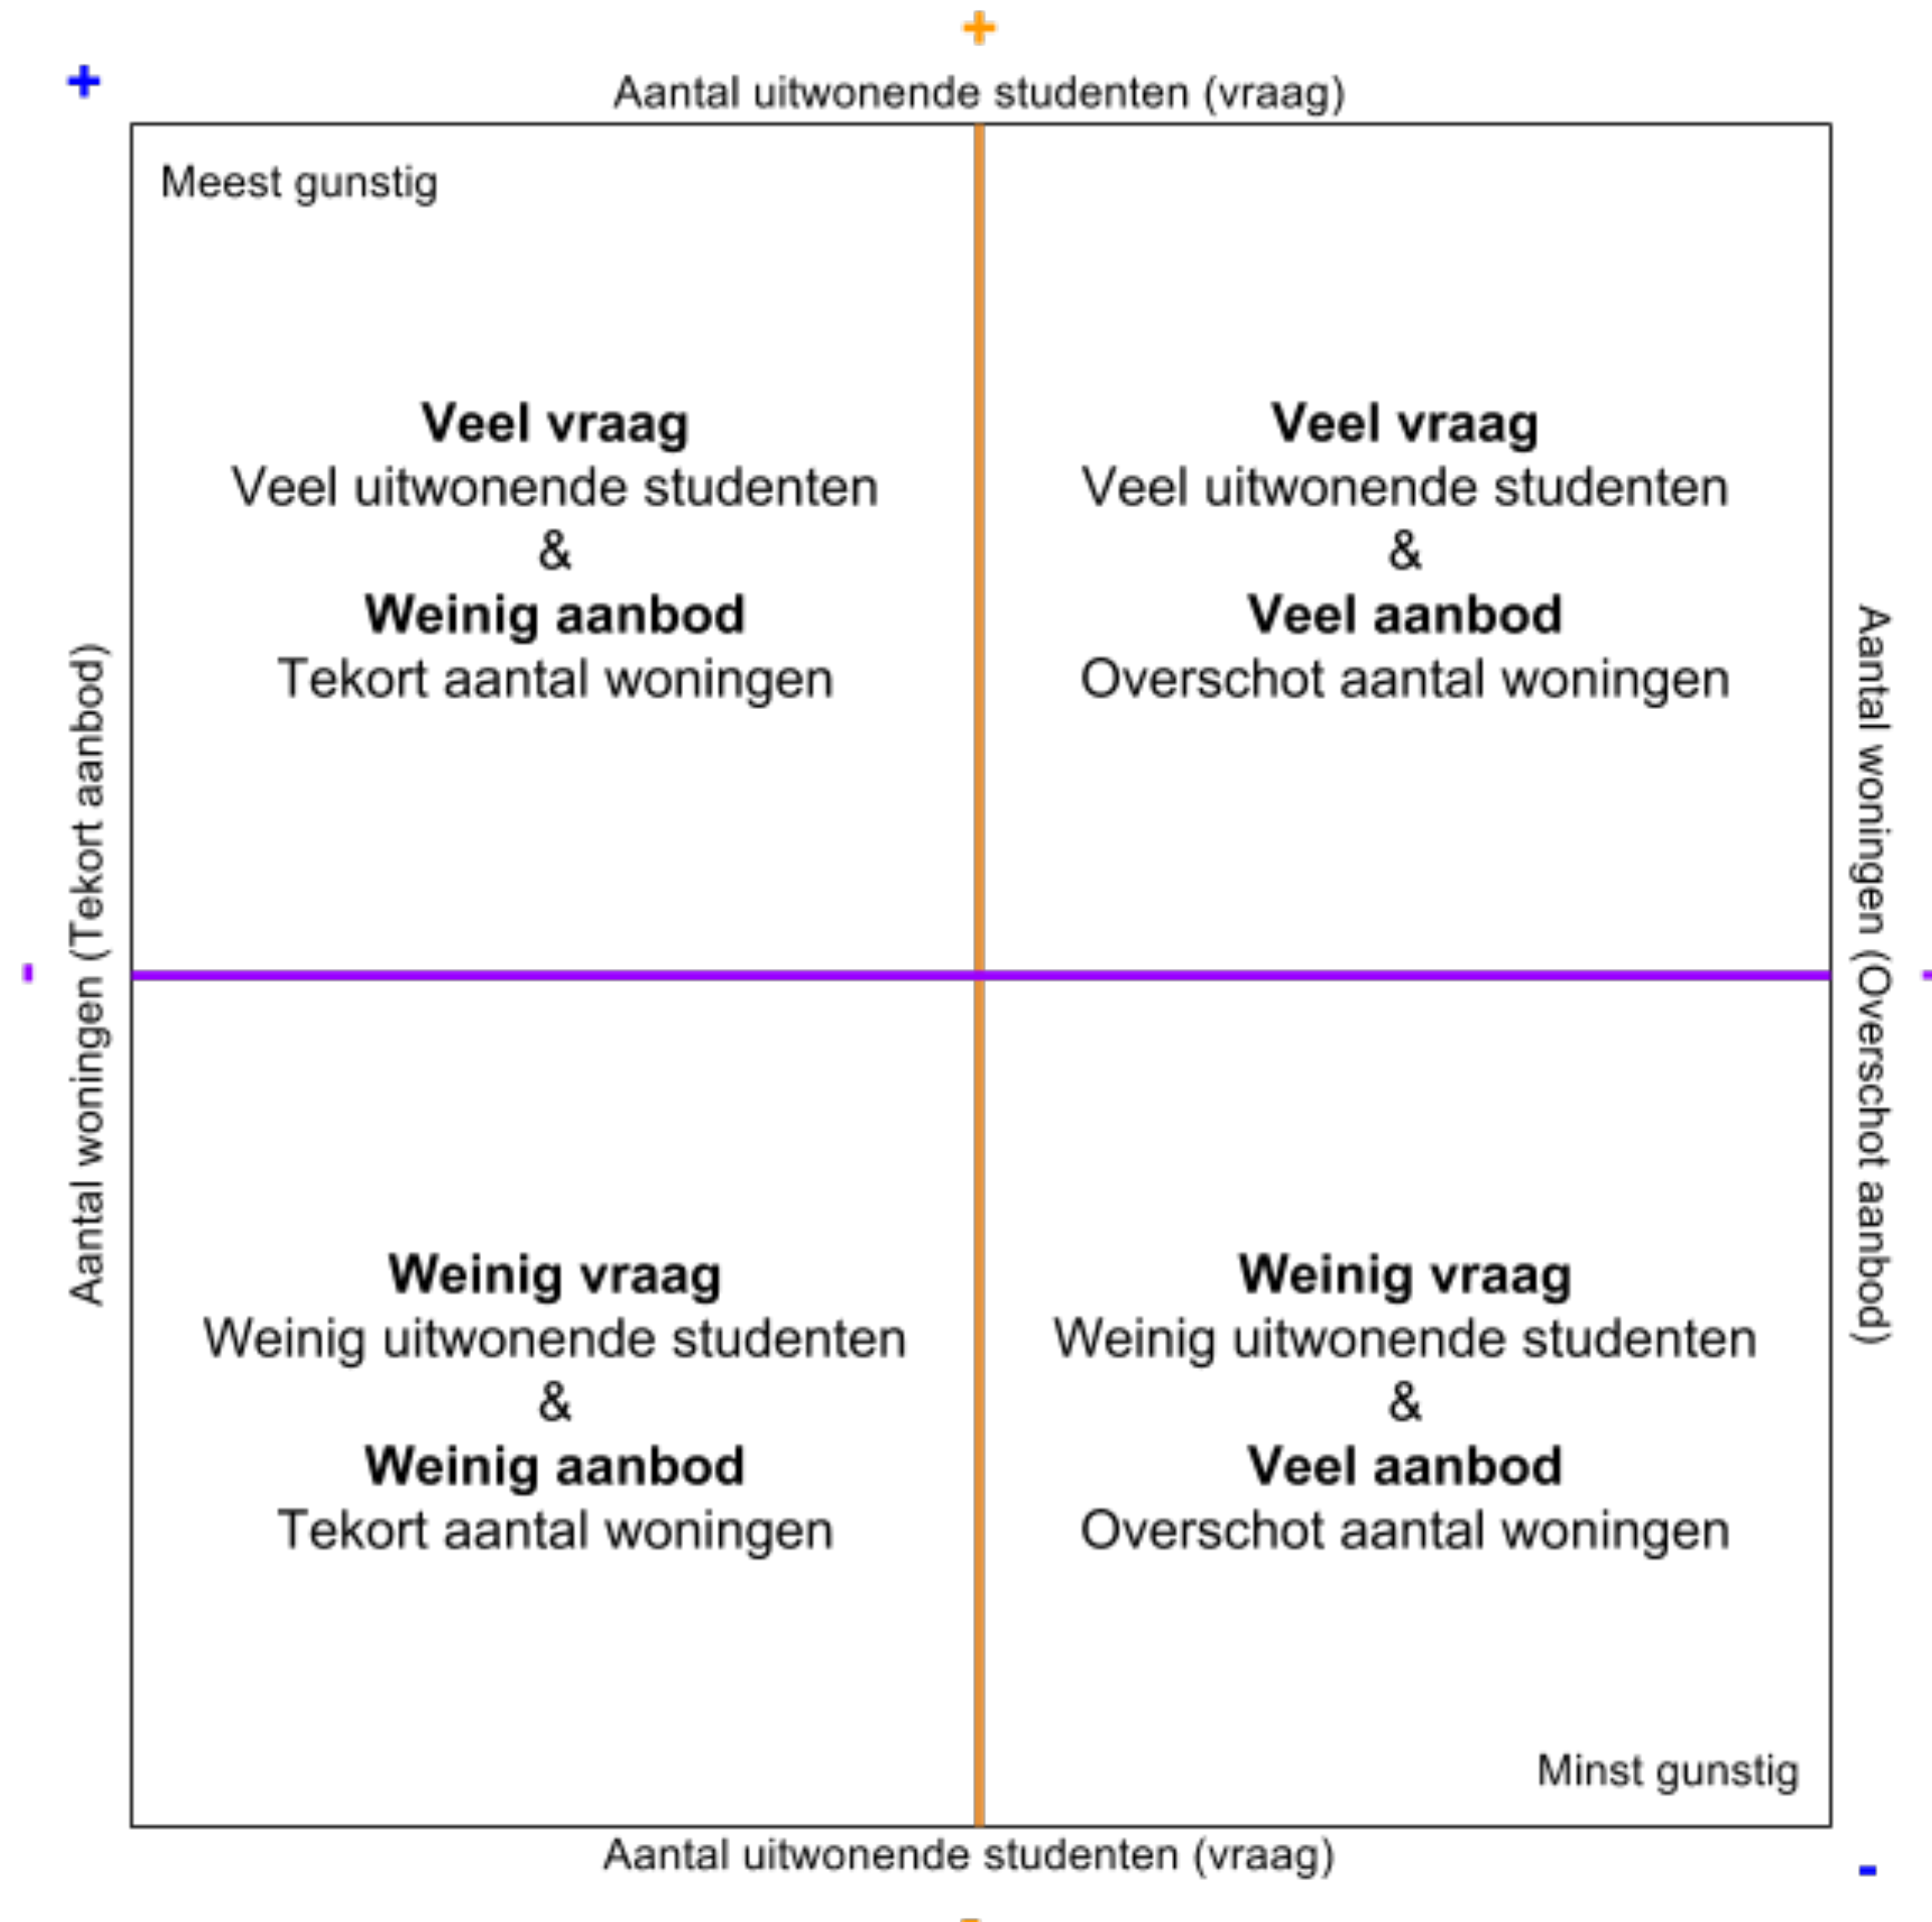 +
+
Aantal uitwonende studenten (vraag)
Meest gunstig
Veel vraag
Veel uitwonende studenten
&
Weinig aanbod
Tekort aantal woningen
Veel vraag
Veel uitwonende studenten
&
Veel aanbod
Overschot aantal woningen
-
Aantal woningen (Tekort aanbod)
Aantal woningen (Overschot aanbod)
Weinig vraag
Weinig uitwonende studenten
&
Weinig aanbod
Tekort aantal woningen
Weinig vraag
Weinig uitwonende studenten
&
Veel aanbod
Overschot aantal woningen
Minst gunstig
Aantal uitwonende studenten (vraag)
-